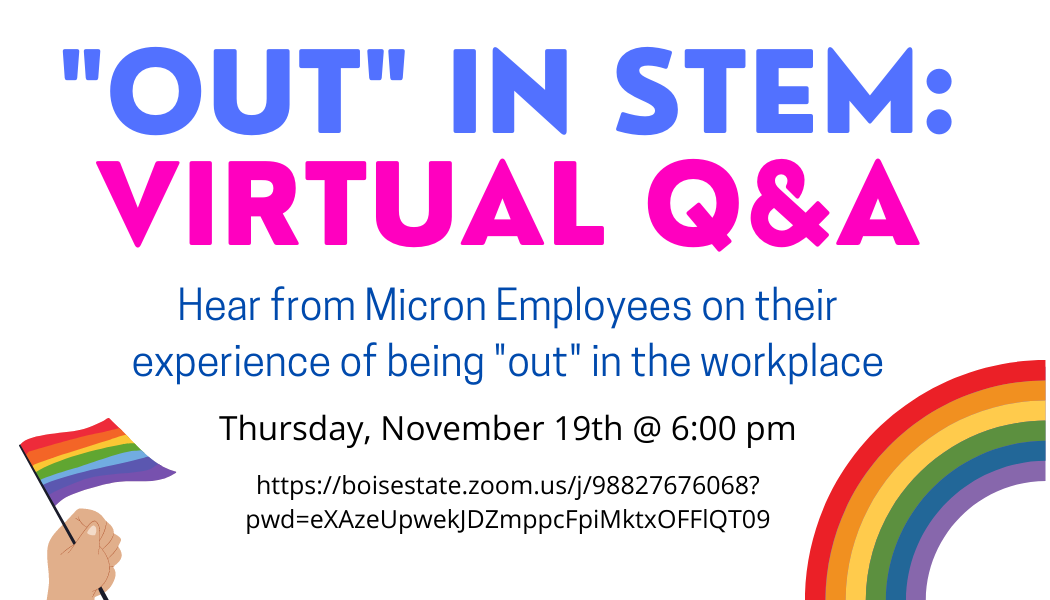 "OUT" IN STEM:
VIRTUAL Q&A
Hear from Micron Employees on their
experience of being "out" in the workplace
Thursday, November 19th @ 6:00 pm
https://boisestate.zoom.us/j/98827676068?
pwd=eXAzeUpwekJDZmppcFpiMktxOFFlQT09